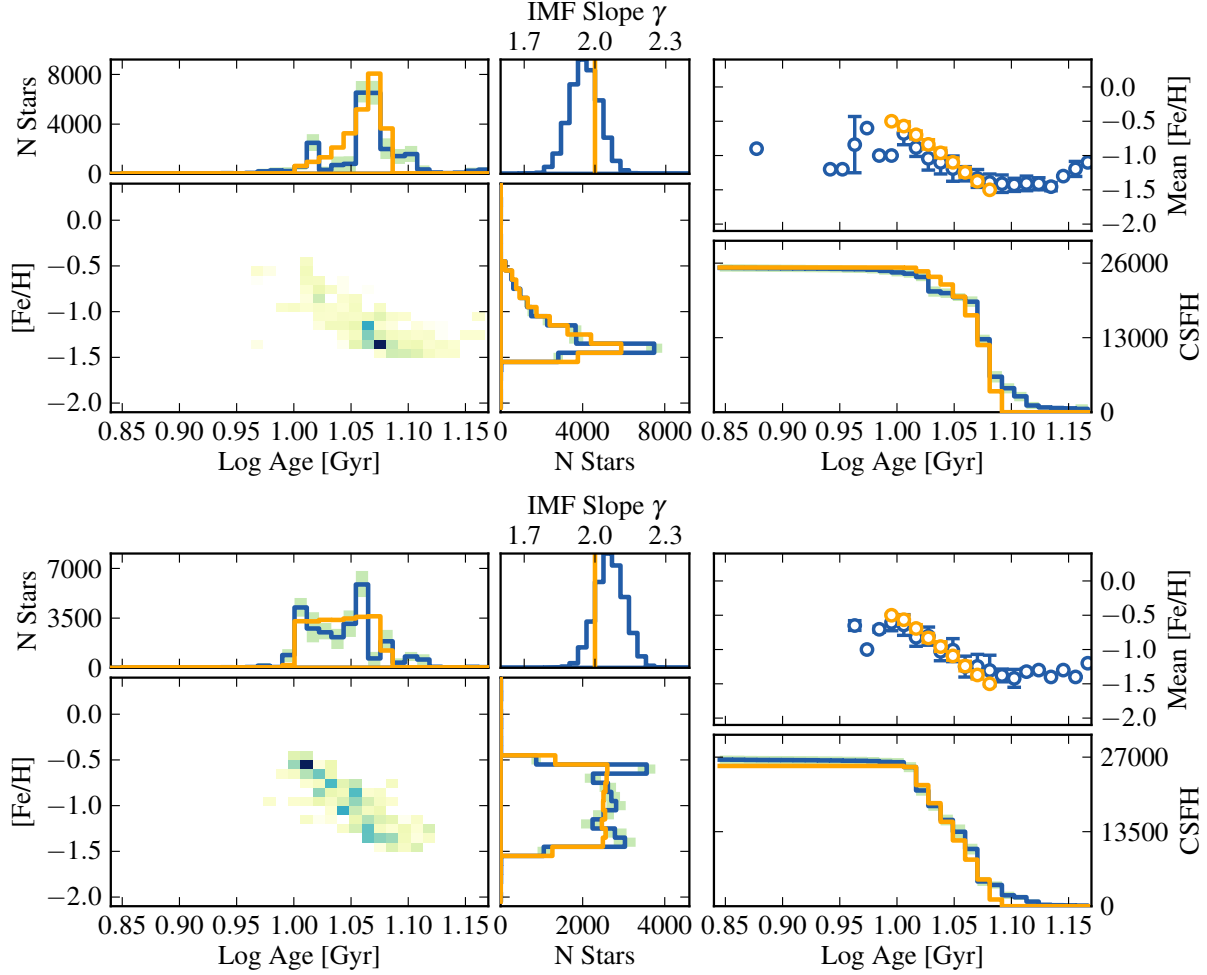 IMF Slope γ
1.7 2.0 2.3
8000
4000
0
N Stars
0.0
−0.5
−1.0
−1.5
−2.0
Mean [Fe/H]
0.0
−0.5
−1.0
−1.5
−2.0
[Fe/H]
26000
13000
0
CSFH
0.85 0.90 0.95 1.00 1.05 1.10 1.15
0 4000 8000
0.85 0.90 0.95 1.00 1.05 1.10 1.15
Log Age [Gyr]
N Stars
Log Age [Gyr]
IMF Slope γ
1.7 2.0 2.3
7000
3500
0
N Stars
0.0
−0.5
−1.0
−1.5
−2.0
Mean [Fe/H]
0.0
−0.5
−1.0
−1.5
−2.0
[Fe/H]
27000
13500
0
CSFH
0.85 0.90 0.95 1.00 1.05 1.10 1.15
0 2000 4000
0.85 0.90 0.95 1.00 1.05 1.10 1.15
Log Age [Gyr]
N Stars
Log Age [Gyr]